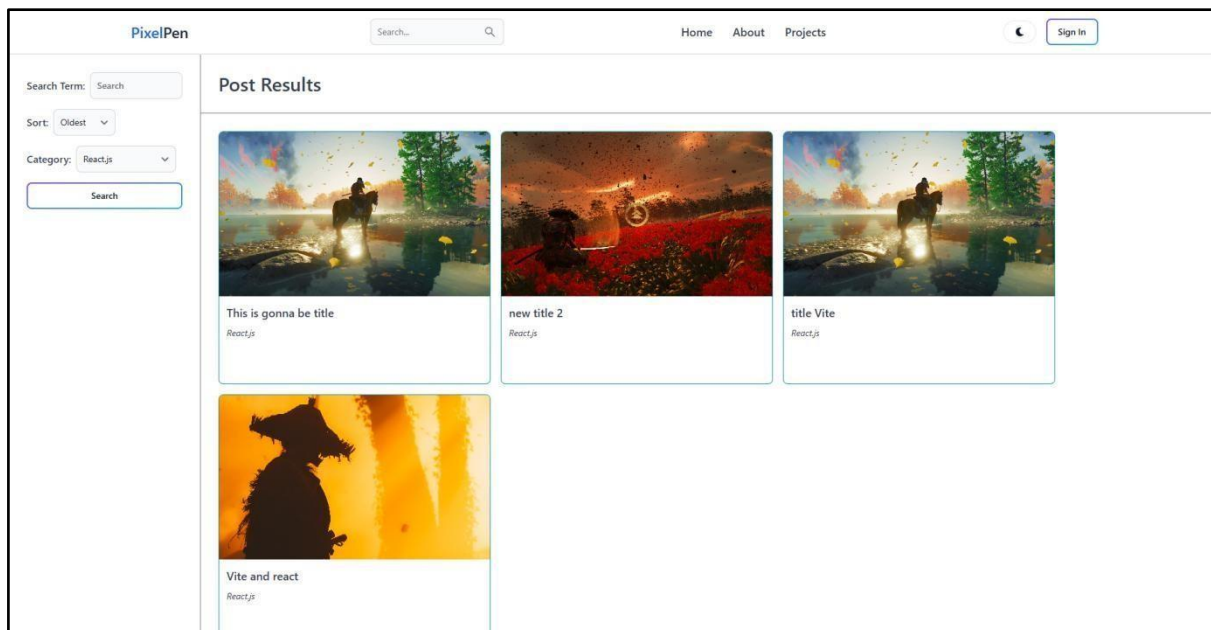 PixelPen
Search...
Home About Projects
Sign In
Search Term: Search
Sort: Oldest
Category: React.js
Search
Post Results
This is gonna be title
React.js
new title 2
React.js
title Vite
React.js
Vite and react
React.js